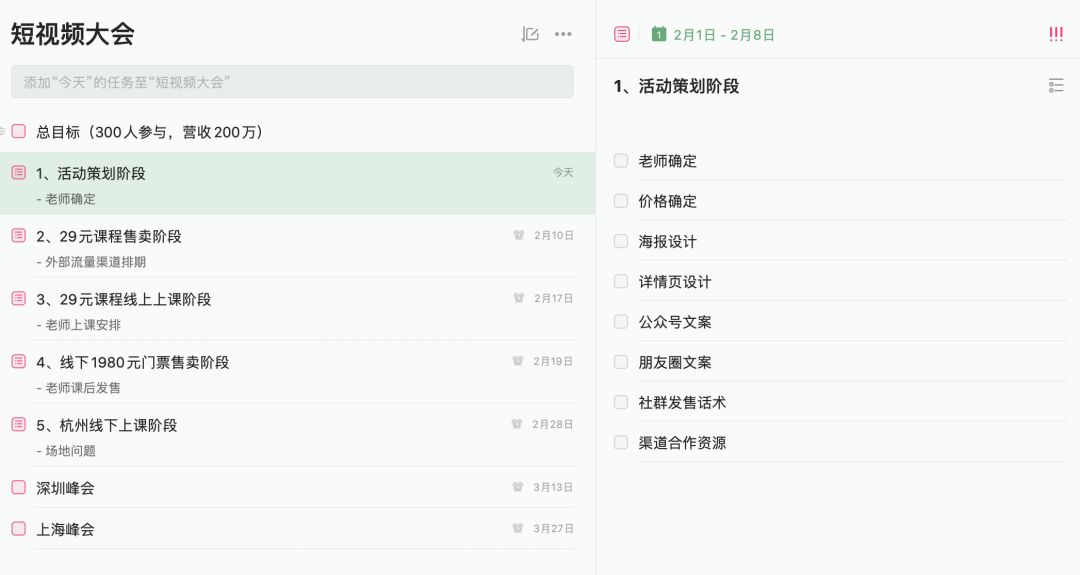 短视频大会
添加“今天”的任务至“短视频大会”
总目标（300人参与，营收200万）
1、活动策划阶段
今天
- 老师确定
2、29元课程售卖阶段
2月10日
- 外部流量渠道排期
3、29元课程线上上课阶段
2月17日
- 老师上课安排
4、线下1980元门票售卖阶段
2月19日
- 老师课后发售
5、杭州线下上课阶段
2月28日
- 场地问题
深圳峰会
3月13日
上海峰会
3月27日
1
2月1日 - 2月8日
!!!
1、活动策划阶段
老师确定
价格确定
海报设计
详情页设计
公众号文案
朋友圈文案
社群发售话术
渠道合作资源